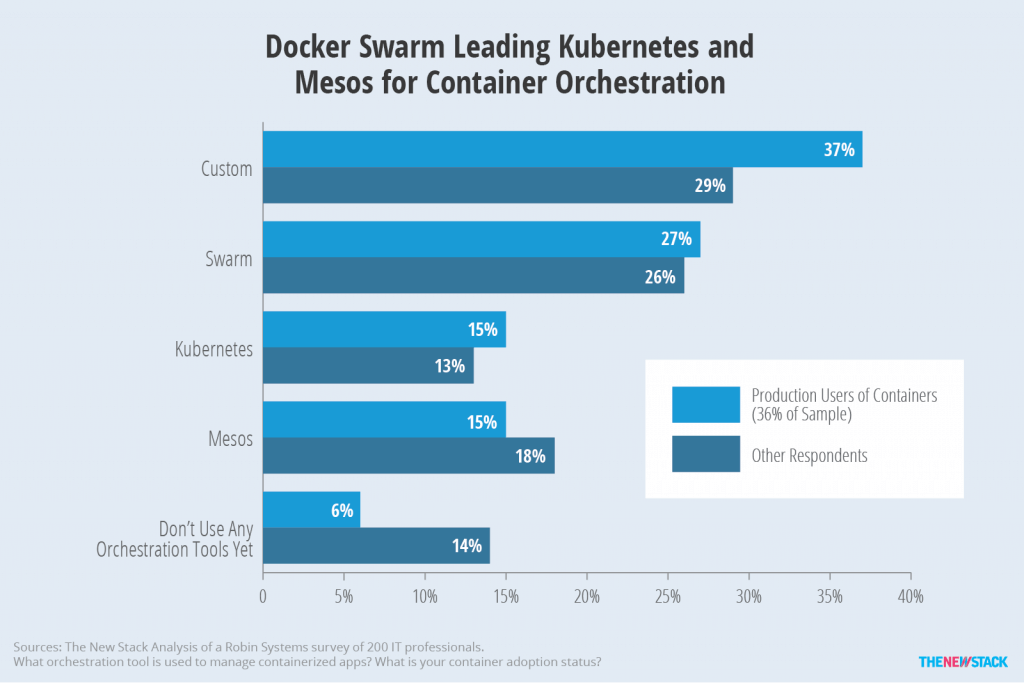 Docker Swarm Leading Kubernetes and
Mesos for Container Orchestration
Custom
37%
29%
Swarm
27%
26%
Kubernetes
15%
13%
Mesos
15%
18%
Don’t Use Any
Orchestration Tools Yet
6%
14%
Production Users of Containers
(36% of Sample)
Other Respondents
0 5% 10% 15% 20% 25% 30% 35% 40%
Sources: The New Stack Analysis of a Robin Systems survey of 200 IT professionals.
What orchestration tool is used to manage containerized apps? What is your container adoption status?
THENEWSTACK